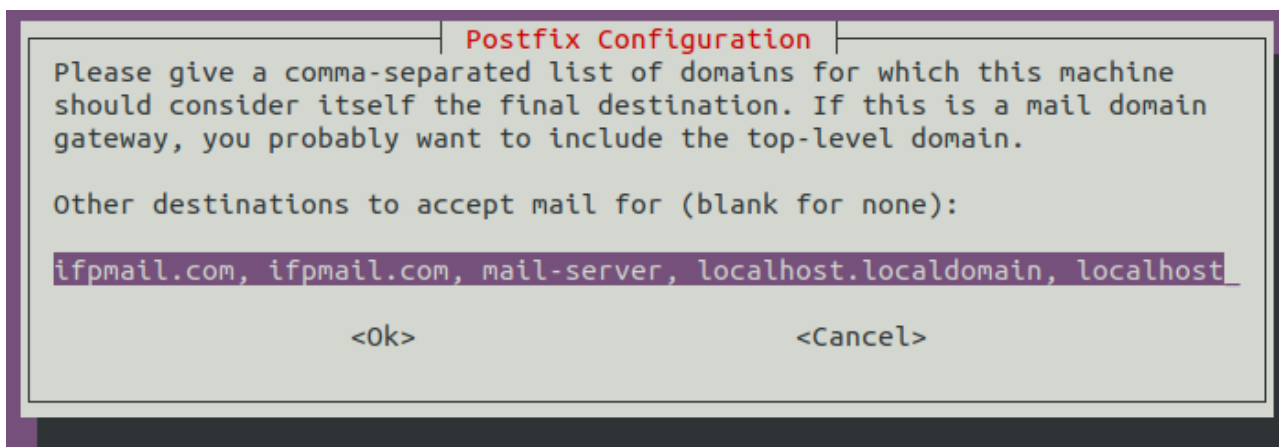 Postfix Configuration
Please give a comma-separated list of domains for which this machine
should consider itself the final destination. If this is a mail domain
gateway, you probably want to include the top-level domain.
Other destinations to accept mail for (blank for none):
ifpmail.com, ifpmail.com, mail-server, localhost.localdomain, localhost_
<Ok> <Cancel>